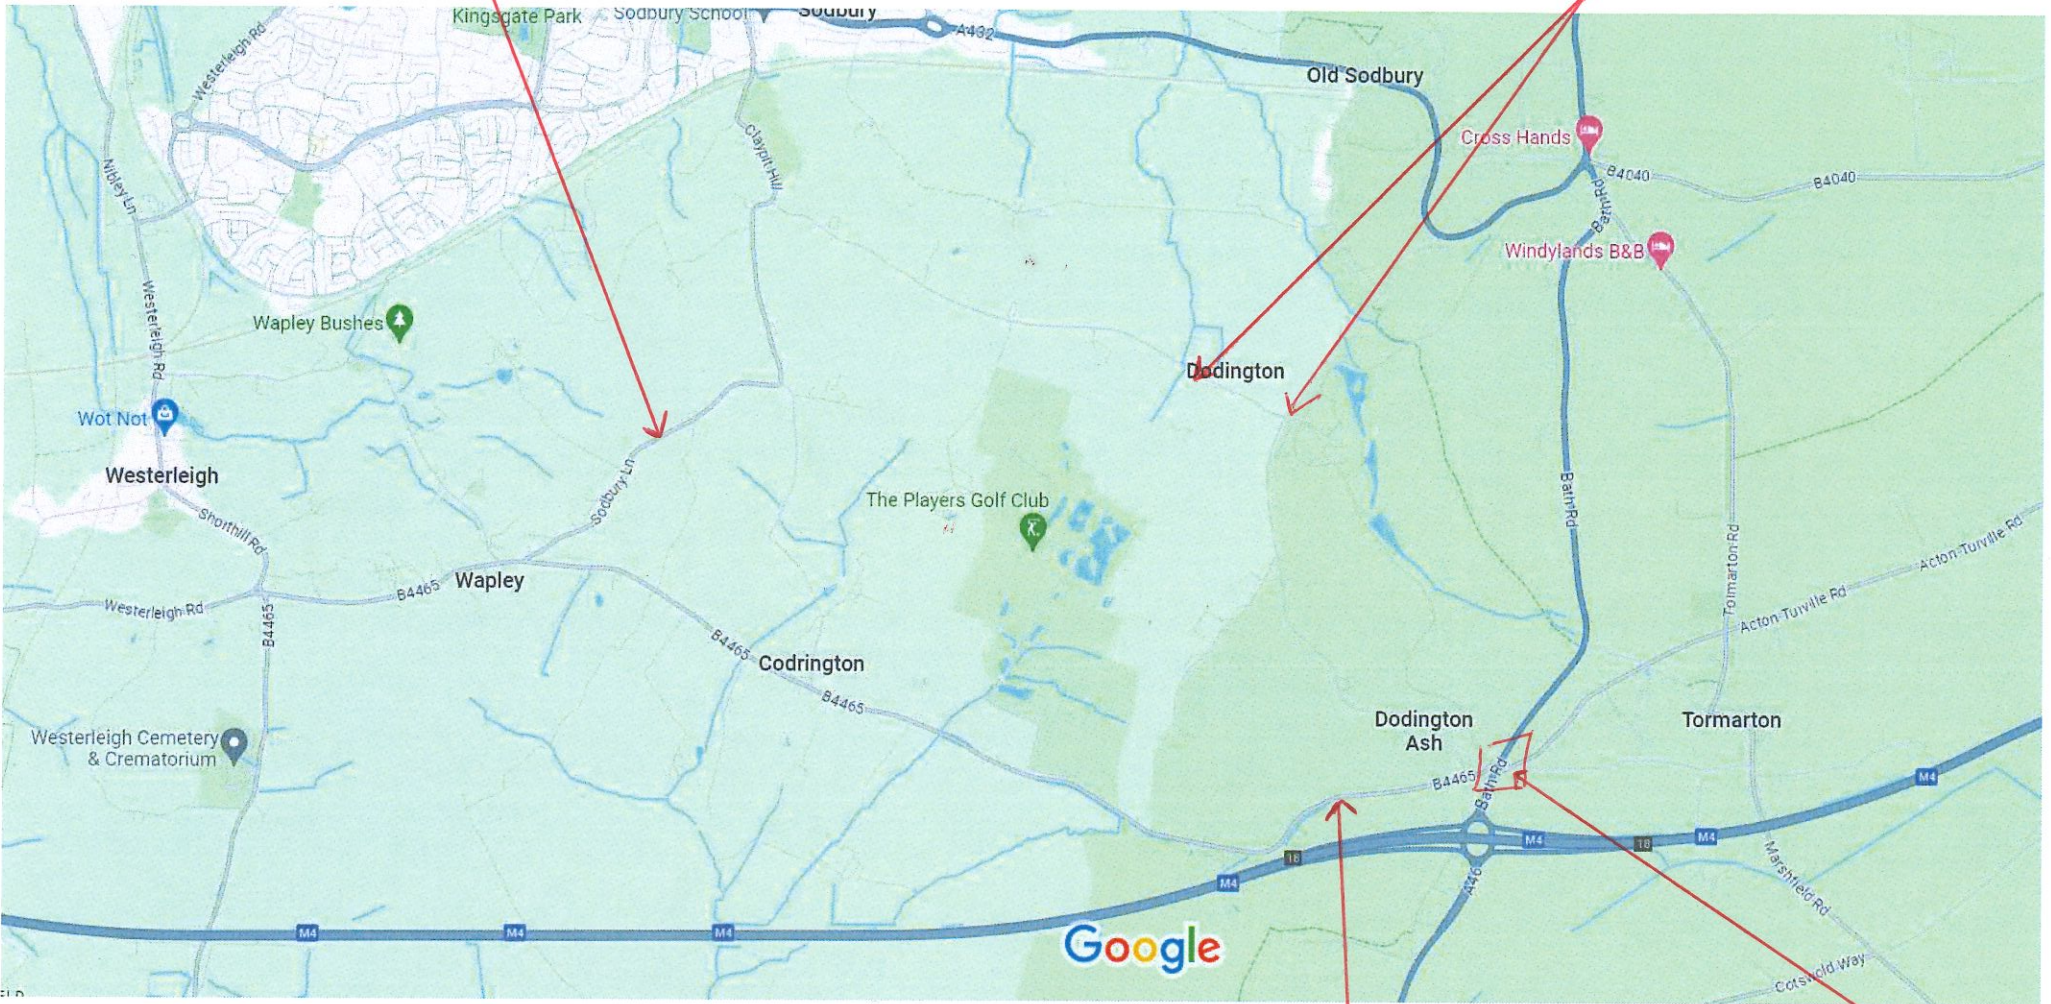 Kingsgate Park
Sodbury School
Sodbury
A432
Westerleigh Rd
Old Sodbury
Cross Hands
B4040
B4040
Bath Rd
Claypit Hill
Nibley Ln
Windylands B&B
Westerleigh Rd
Wapley Bushes
Dodington
Wot Not
Westerleigh
Sodbury Ln
The Players Golf Club
Bath Rd
Shorthill Rd
Tormarton Rd
Acton Turville Rd
Acton Turville Rd
Wapley
B4465
Westerleigh Rd
B4465
B4465
Codrington
B4465
Dodington
Ash
Tormarton
Westerleigh Cemetery
& Crematorium
B4465
Bath Rd
M4
M4
18
M4
18
M4
A46
Marshfield Rd
M4
M4
M4
Google
Cotswold Way